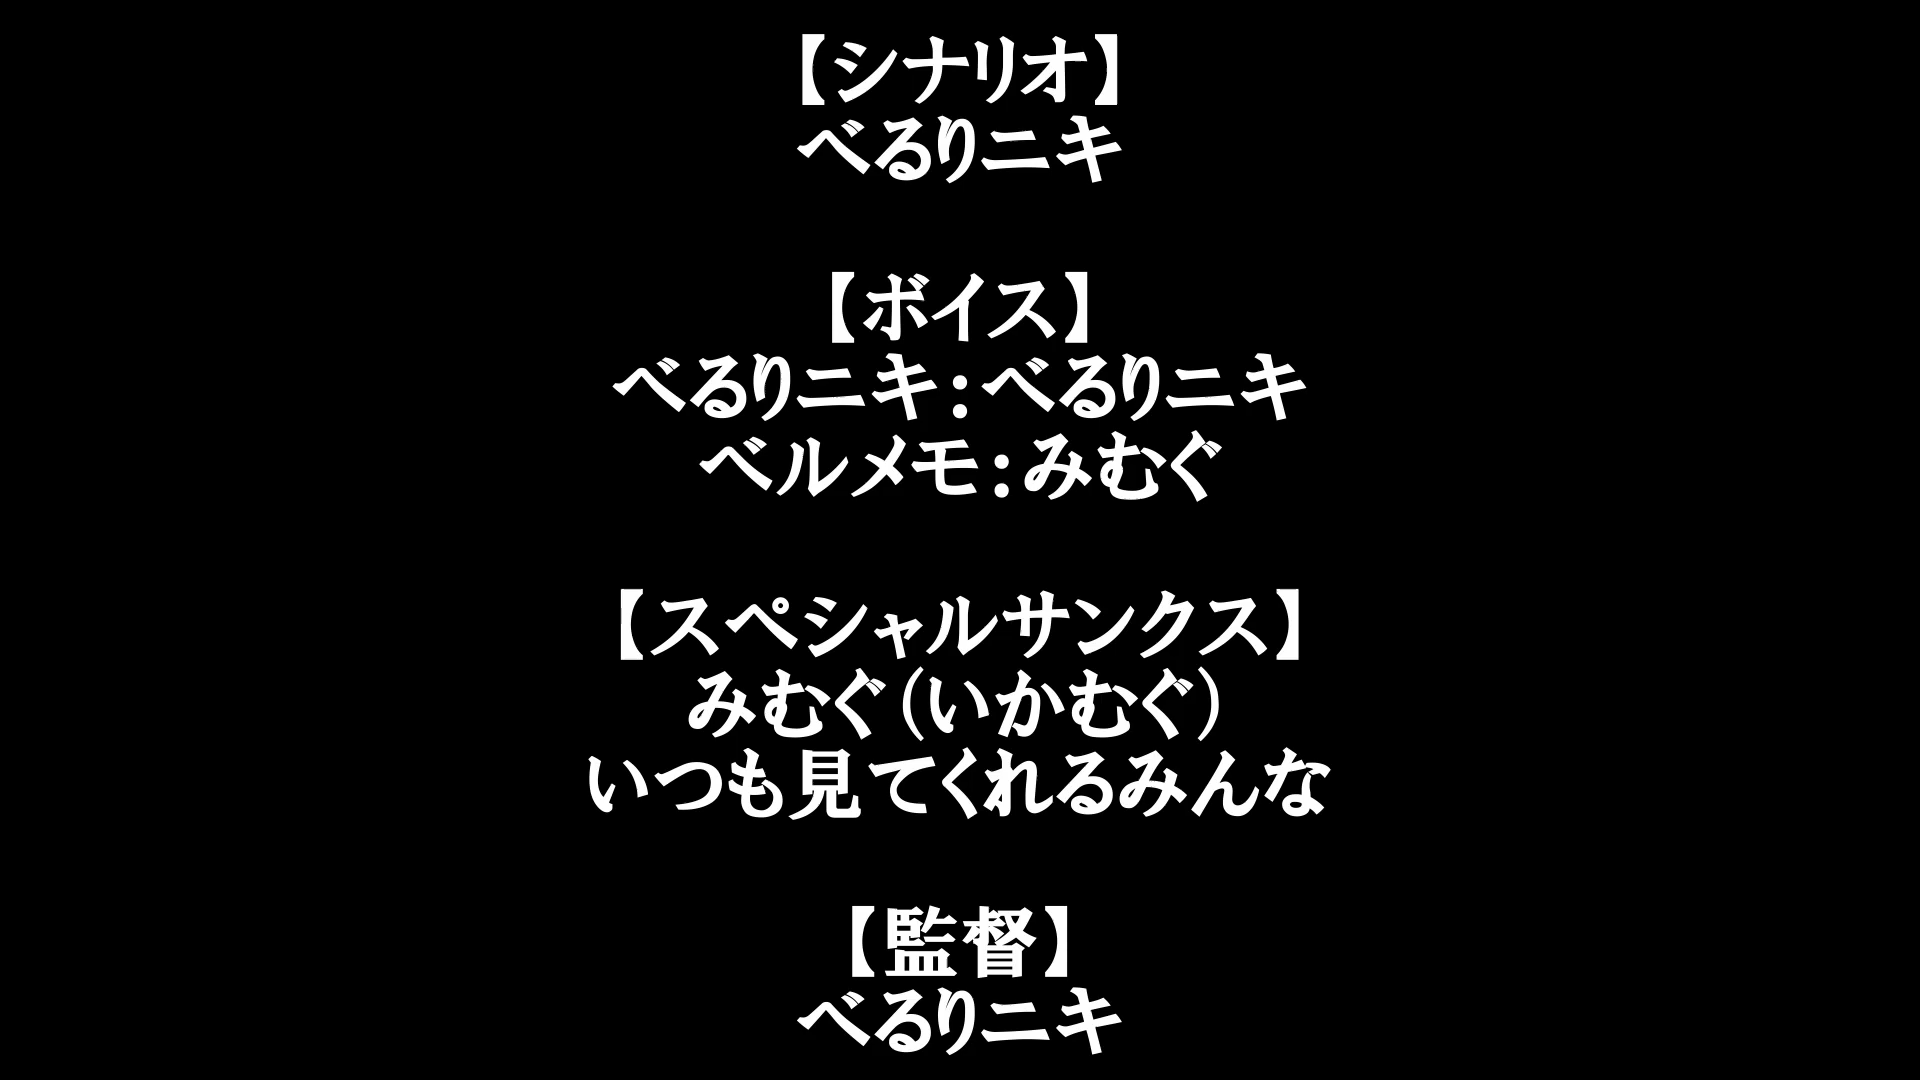 【シナリオ】
べるりニキ
【ボイス】
べるりニキ：べるりニキ
ベルメモ：みむぐ
【スペシャルサンクス】
みむぐ（いかむぐ）
いつも見てくれるみんな
【監督】
べるりニキ